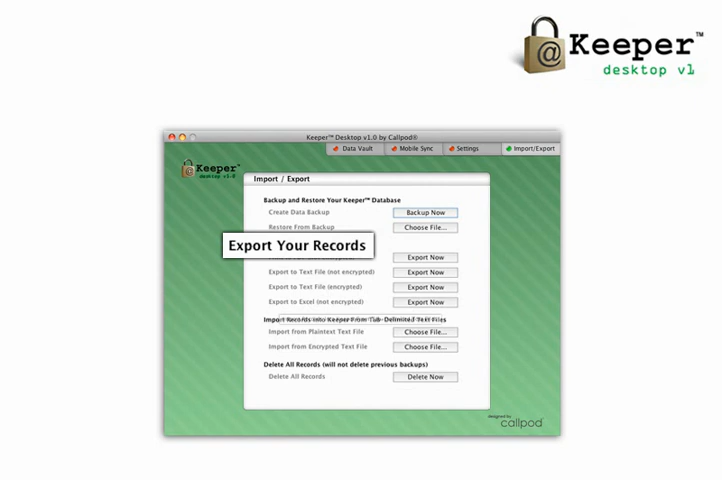 @ Keeper™
desktop v1
Keeper™ Desktop v1.0 by Callpod®
Data Vault
Mobile Sync
Settings
Import/Export
Keeper™
desktop v1.0
Import / Export
Backup and Restore Your Keeper™ Database
Create Data Backup
Backup Now
Restore From Backup
Choose File...
Export Your Records
Export Now
Export to Text File (not encrypted)
Export Now
Export to Text File (encrypted)
Export Now
Export to Excel (not encrypted)
Export Now
Import Records into Keeper From Tab-Delimited Text Files
Import from Plaintext Text File
Choose File...
Import from Encrypted Text File
Choose File...
Delete All Records (will not delete previous backups)
Delete All Records
Delete Now
designed by
callpod